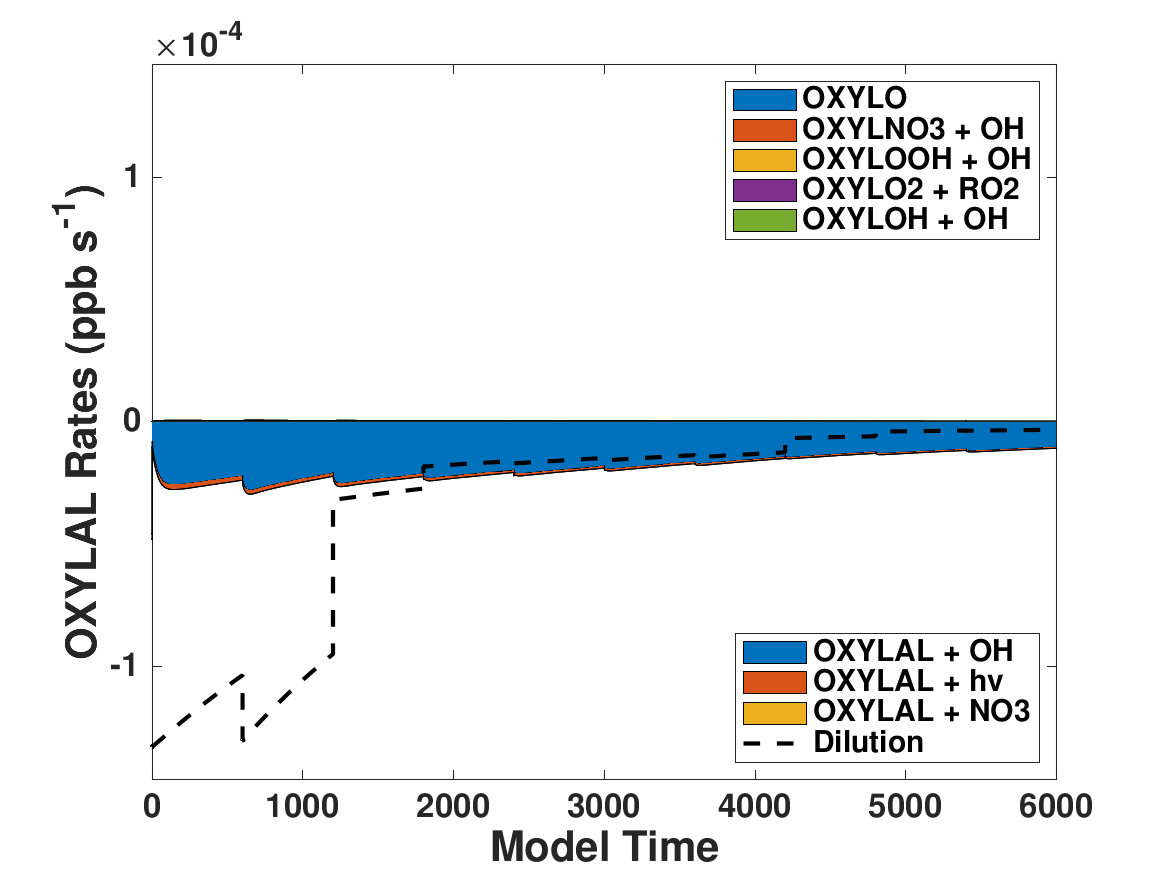 ×10-4
OXYLAL Rates (ppb s-1)
1
0
-1
OXYLO
OXYLNO3 + OH
OXYLOOH + OH
OXYLO2 + RO2
OXYLOH + OH
OXYLAL + OH
OXYLAL + hv
OXYLAL + NO3
Dilution
0 1000 2000 3000 4000 5000 6000
Model Time